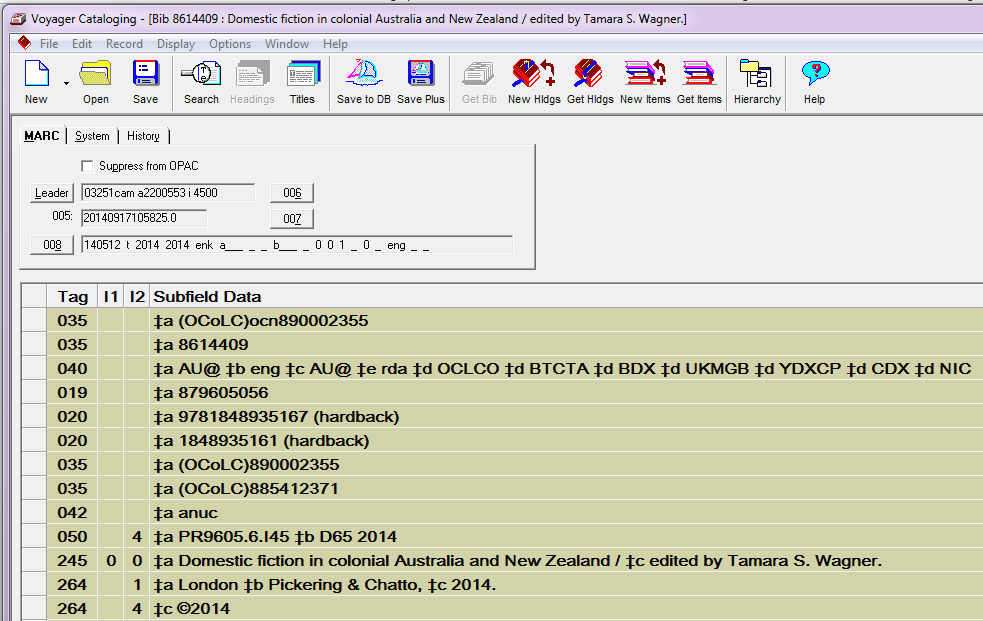 Voyager Cataloging - [Bib 8614409 : Domestic fiction in colonial Australia and New Zealand / edited by Tamara S. Wagner.]
File Edit Record Display Options Window Help
New Open Save Search Headings Titles Save to DB Save Plus Get Bib New Hldgs Get Hldgs New Items Get Items Hierarchy Help
MARC System History
Suppress from OPAC
Leader 03251cam a2200553 i 4500 006
005: 20140917105825.0 007
008 140512 t 2014 2014 enk a___ _ _ b___ _ 0 0 1 _ 0 _ eng _ _
Tag I1 I2 Subfield Data
035 ‡a (OCoLC)ocn890002355
035 ‡a 8614409
040 ‡a AU@ ‡b eng ‡c AU@ ‡e rda ‡d OCLCO ‡d BTCTA ‡d BDX ‡d UKMGB ‡d YDXCP ‡d CDX ‡d NIC
019 ‡a 879605056
020 ‡a 9781848935167 (hardback)
020 ‡a 1848935161 (hardback)
035 ‡a (OCoLC)890002355
035 ‡a (OCoLC)885412371
042 ‡a anuc
050 4 ‡a PR9605.6.I45 ‡b D65 2014
245 0 0 ‡a Domestic fiction in colonial Australia and New Zealand / ‡c edited by Tamara S. Wagner.
264 1 ‡a London ‡b Pickering & Chatto, ‡c 2014.
264 4 ‡c ©2014